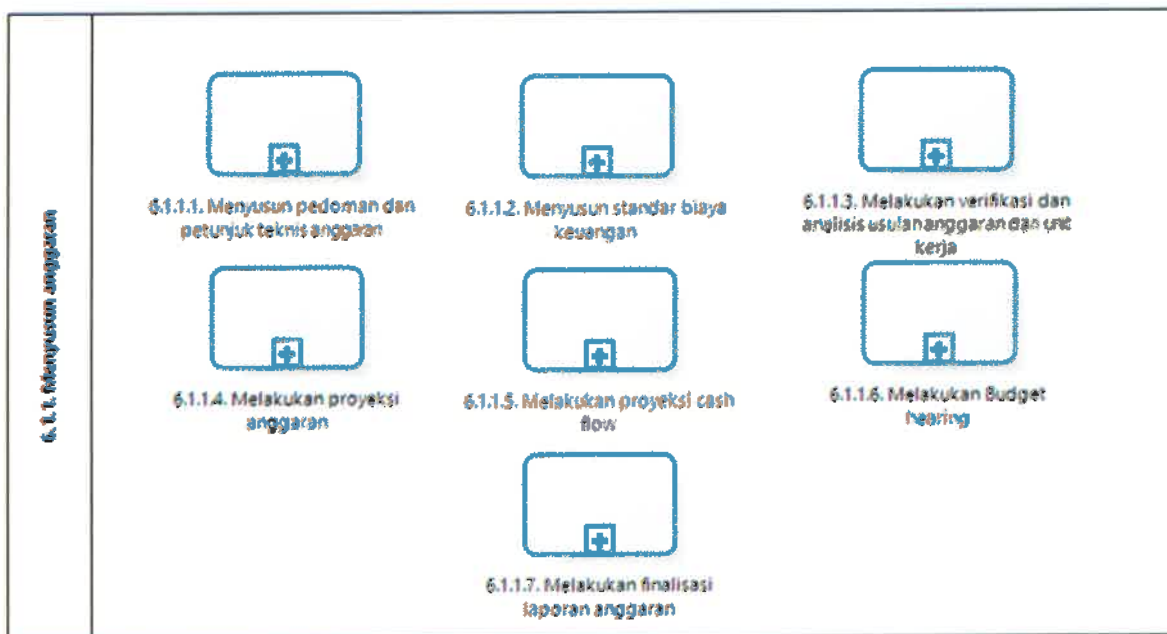 6.1.1. Menyusun anggaran
6.1.1.1. Menyusun pedoman dan
petunjuk teknis anggaran
6.1.1.2. Menyusun standar biaya
keuangan
6.1.1.3. Melakukan verifikasi dan
analisis usulan anggaran dan unit
kerja
6.1.1.4. Melakukan proyeksi
anggaran
6.1.1.5. Melakukan proyeksi cash
flow
6.1.1.6. Melakukan Budget
hearing
6.1.1.7. Melakukan finalisasi
laporan anggaran